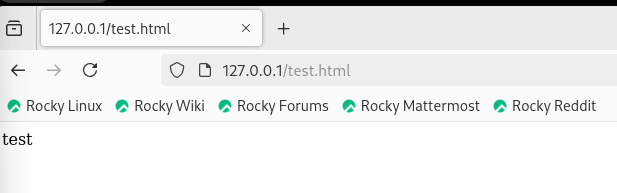 127.0.0.1/test.html
127.0.0.1/test.html
Rocky Linux Rocky Wiki Rocky Forums Rocky Mattermost Rocky Reddit
test